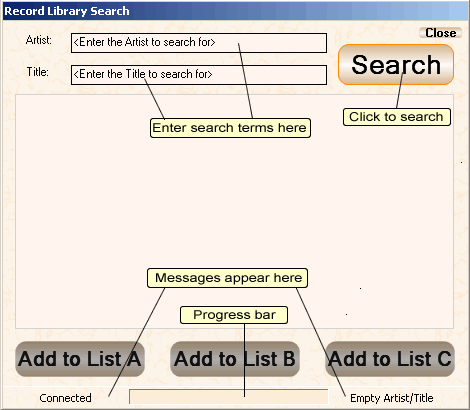 Record Library Search
Close
Artist: <Enter the Artist to search for>
Search
Title: <Enter the Title to search for>
Click to search
Enter search terms here
Messages appear here
Progress bar
Add to List A Add to List B Add to List C
Connected Empty Artist/Title